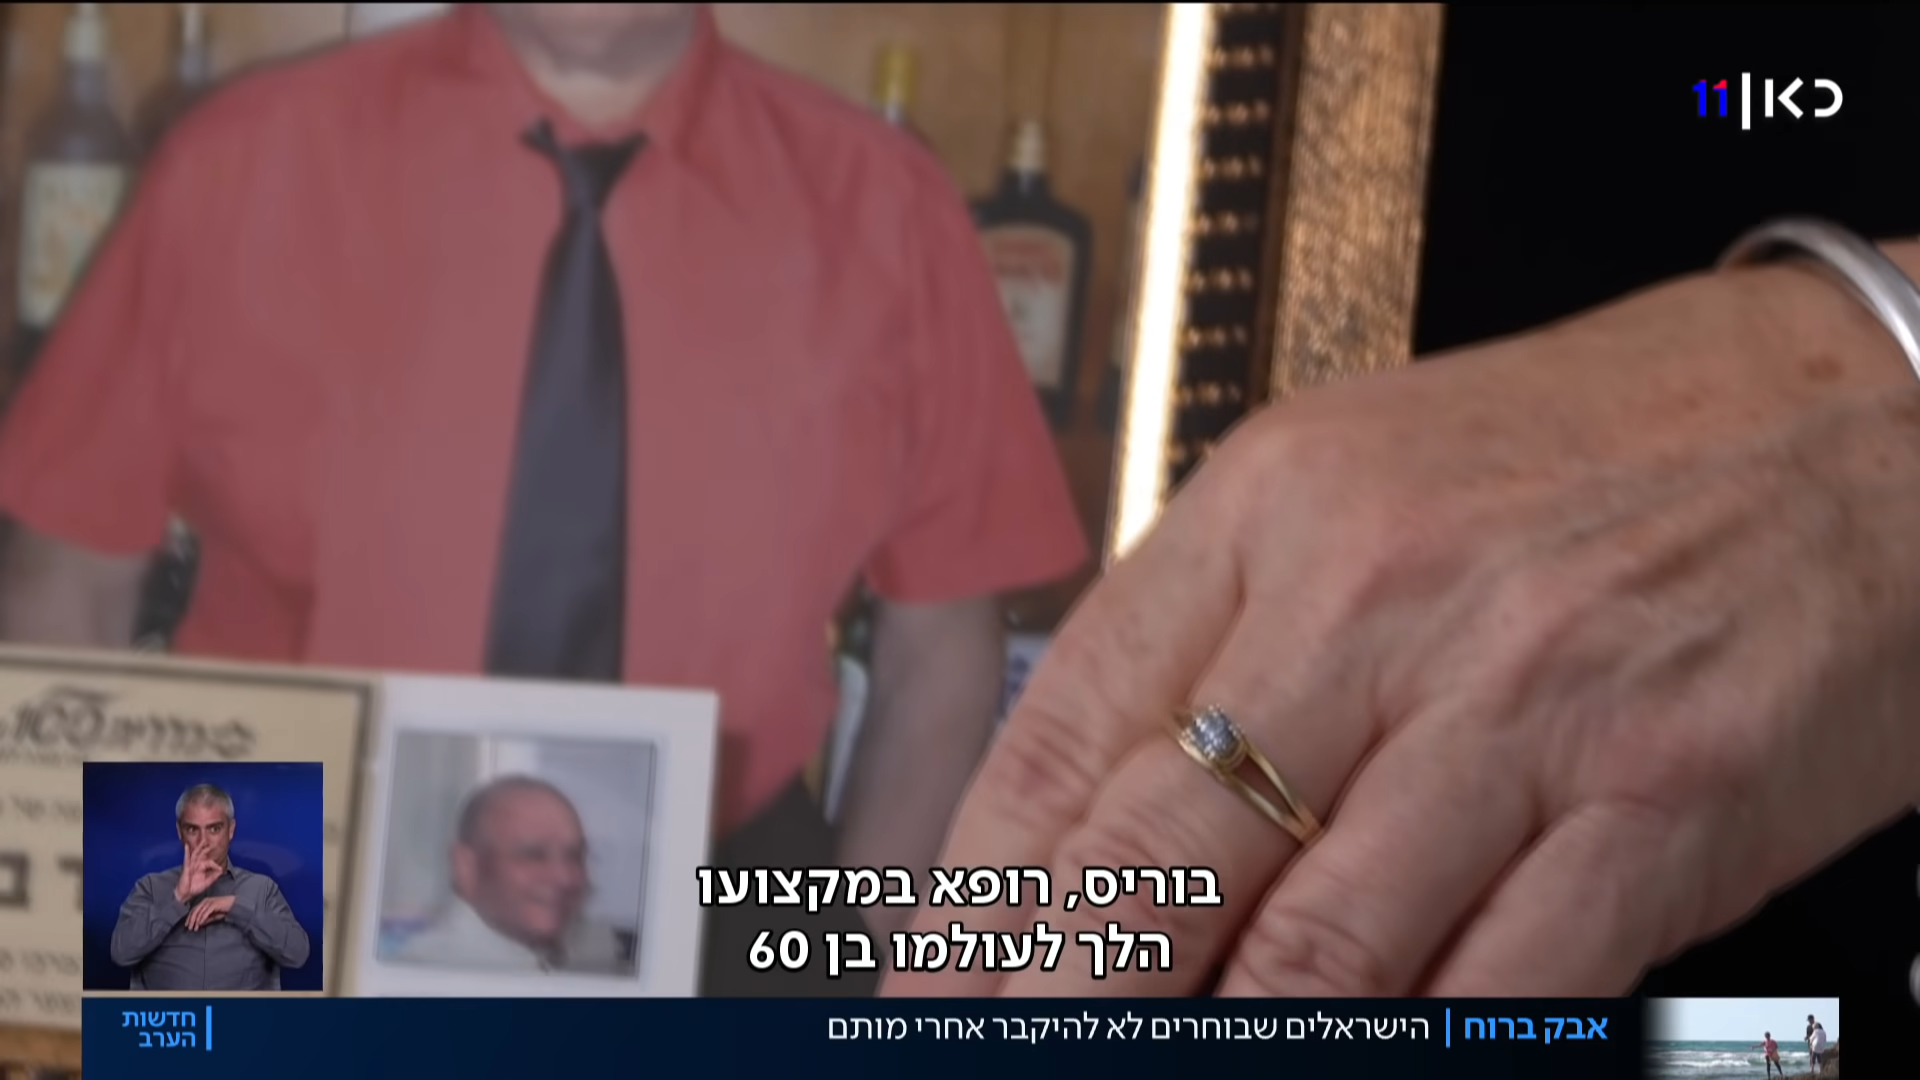 כאן 11
בוריס, רופא במקצועו
הלך לעולמו בן 60
אבק ברוח | הישראלים שבוחרים לא להיקבר אחרי מותם
חדשות
הערב